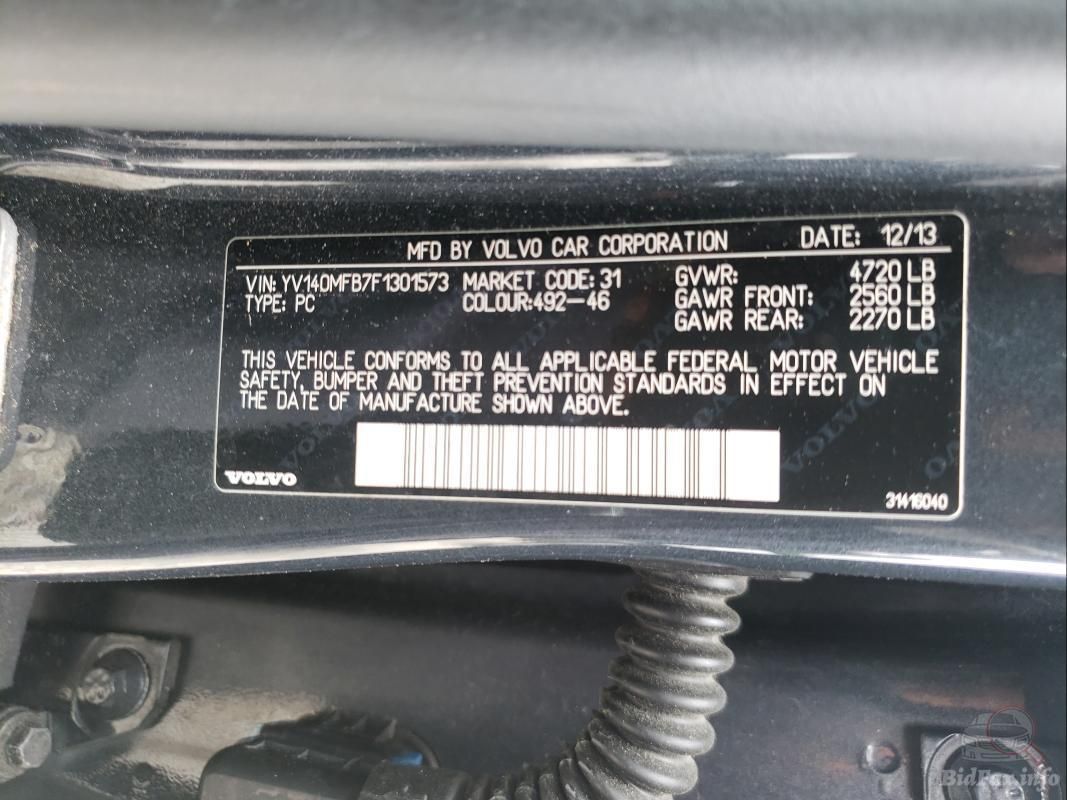 MFD BY VOLVO CAR CORPORATION DATE: 12/13
VIN: YV140MFB7F1301573 MARKET CODE: 31 GVWR: 4720 LB
TYPE: PC COLOUR:492-46 GAWR FRONT: 2560 LB
GAWR REAR: 2270 LB
THIS VEHICLE CONFORMS TO ALL APPLICABLE FEDERAL MOTOR VEHICLE
SAFETY, BUMPER AND THEFT PREVENTION STANDARDS IN EFFECT ON
THE DATE OF MANUFACTURE SHOWN ABOVE.
VOLVO
31416040
BidFax.info